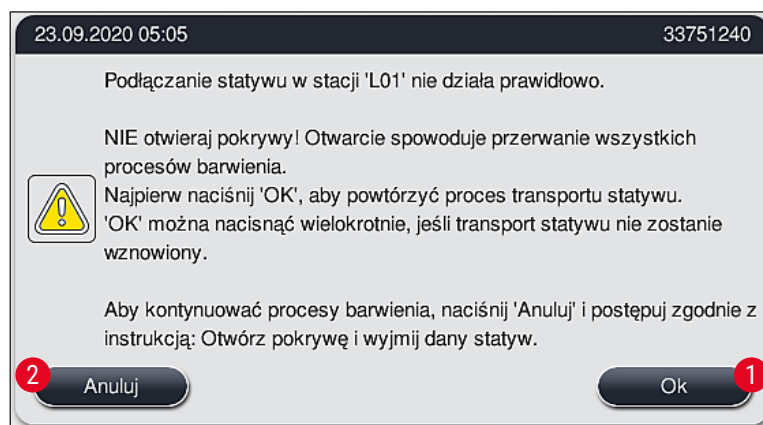 23.09.2020 05:05 33751240
Podłączanie statywu w stacji 'L01' nie działa prawidłowo.
NIE otwieraj pokrywy! Otwarcie spowoduje przerwanie wszystkich
procesów barwienia.
Najpierw naciśnij 'OK', aby powtórzyć proces transportu statywu.
'OK' można nacisnąć wielokrotnie, jeśli transport statywu nie zostanie
wznowiony.
Aby kontynuować procesy barwienia, naciśnij 'Anuluj' i postępuj zgodnie z
instrukcją: Otwórz pokrywę i wyjmij dany statyw.
2 Anuluj Ok 1